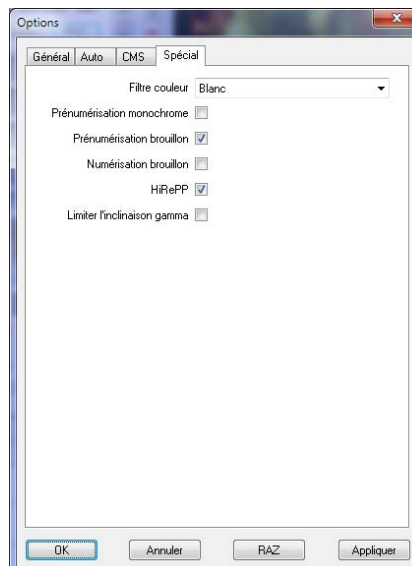 Options
Général Auto CMS Spécial
Filtre couleur Blanc
Prénumérisation monochrome
Prénumérisation brouillon
Numérisation brouillon
HiRePP
Limiter l'inclinaison gamma
OK Annuler RAZ Appliquer